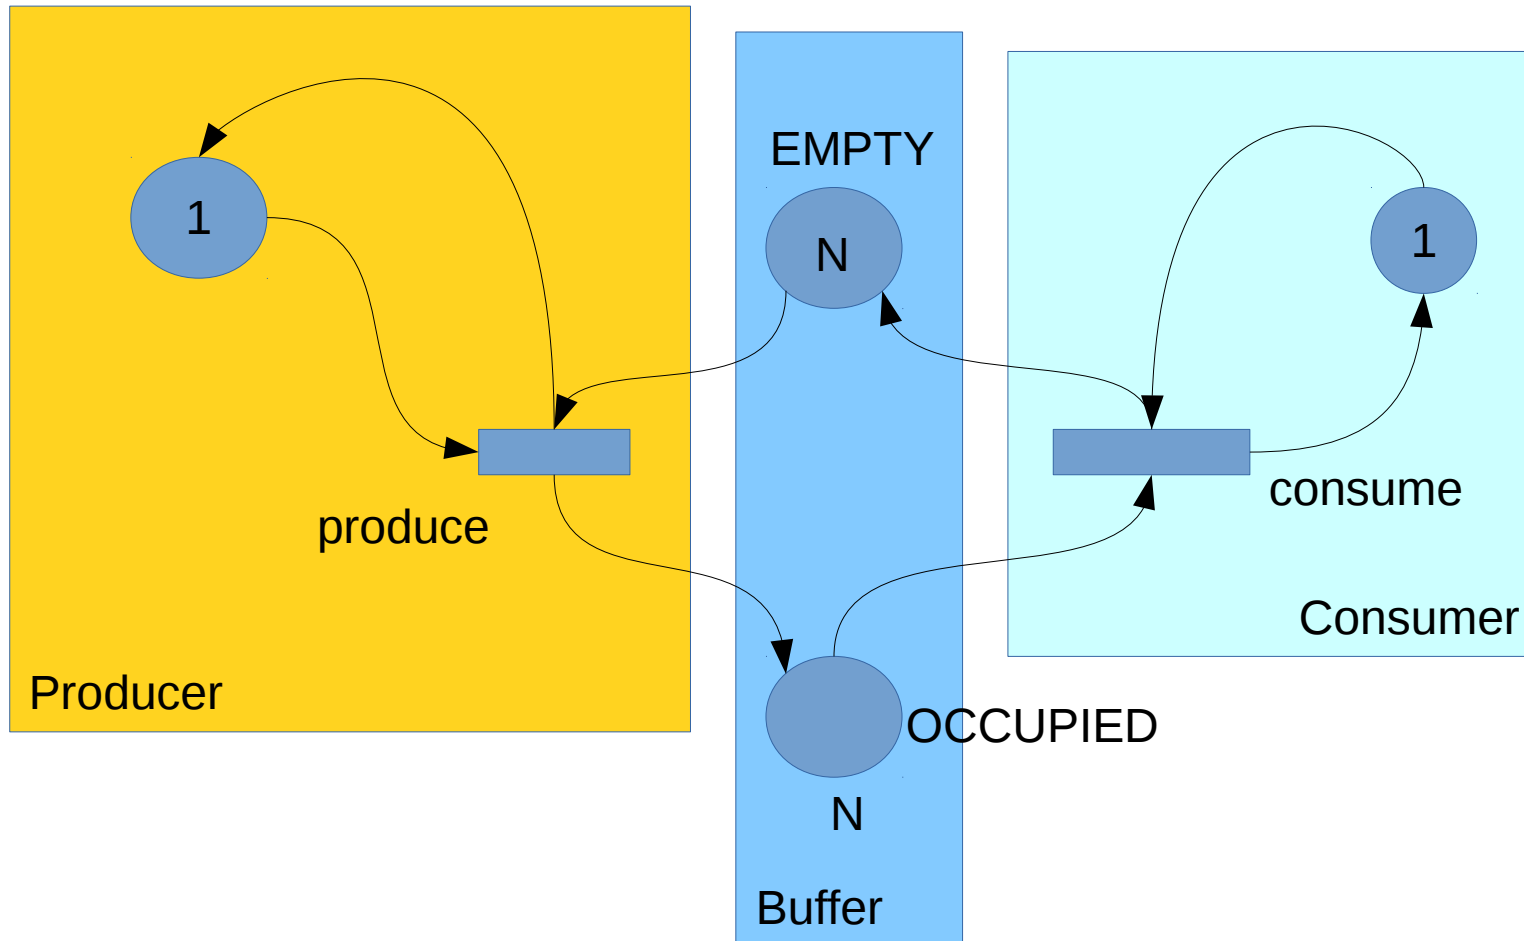 EMPTY
1
N
1
produce
consume
Consumer
Producer
OCCUPIED
N
Buffer